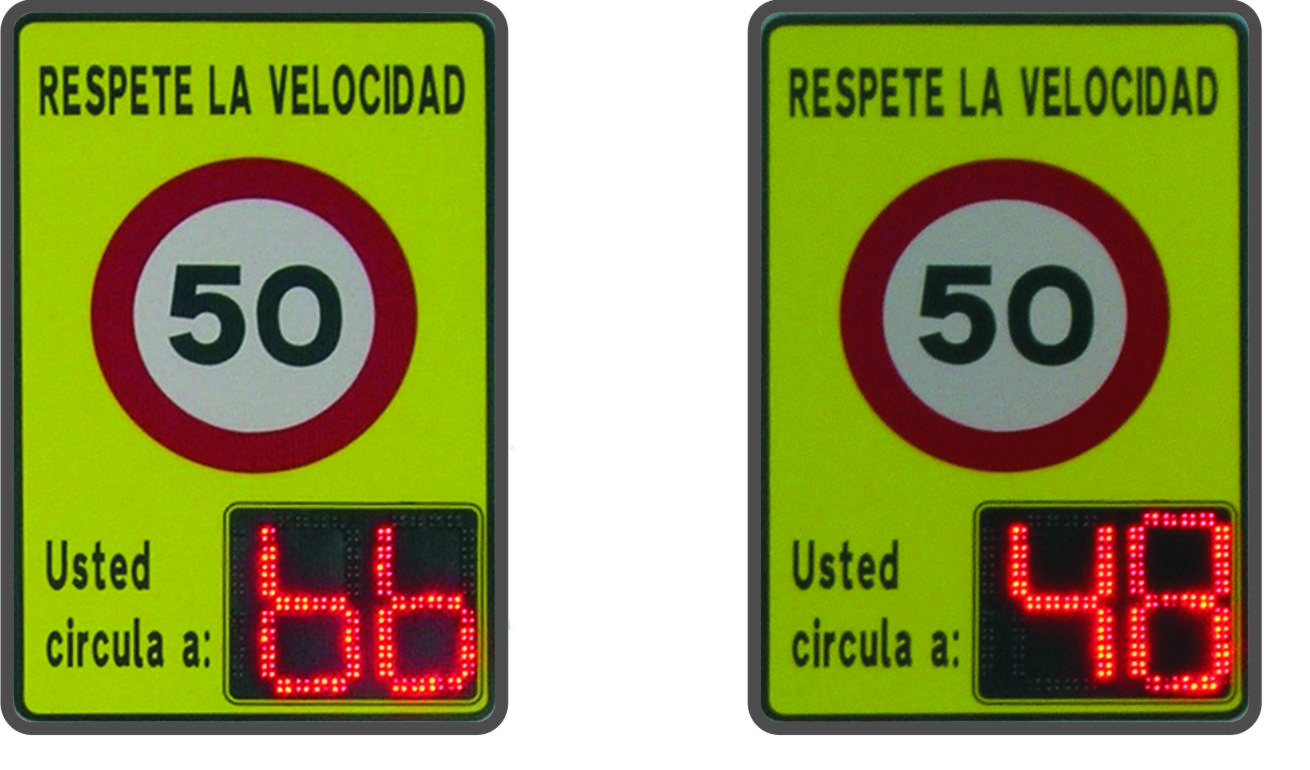 RESPETE LA VELOCIDAD
50
Usted
circula a:
66
RESPETE LA VELOCIDAD
50
Usted
circula a:
48